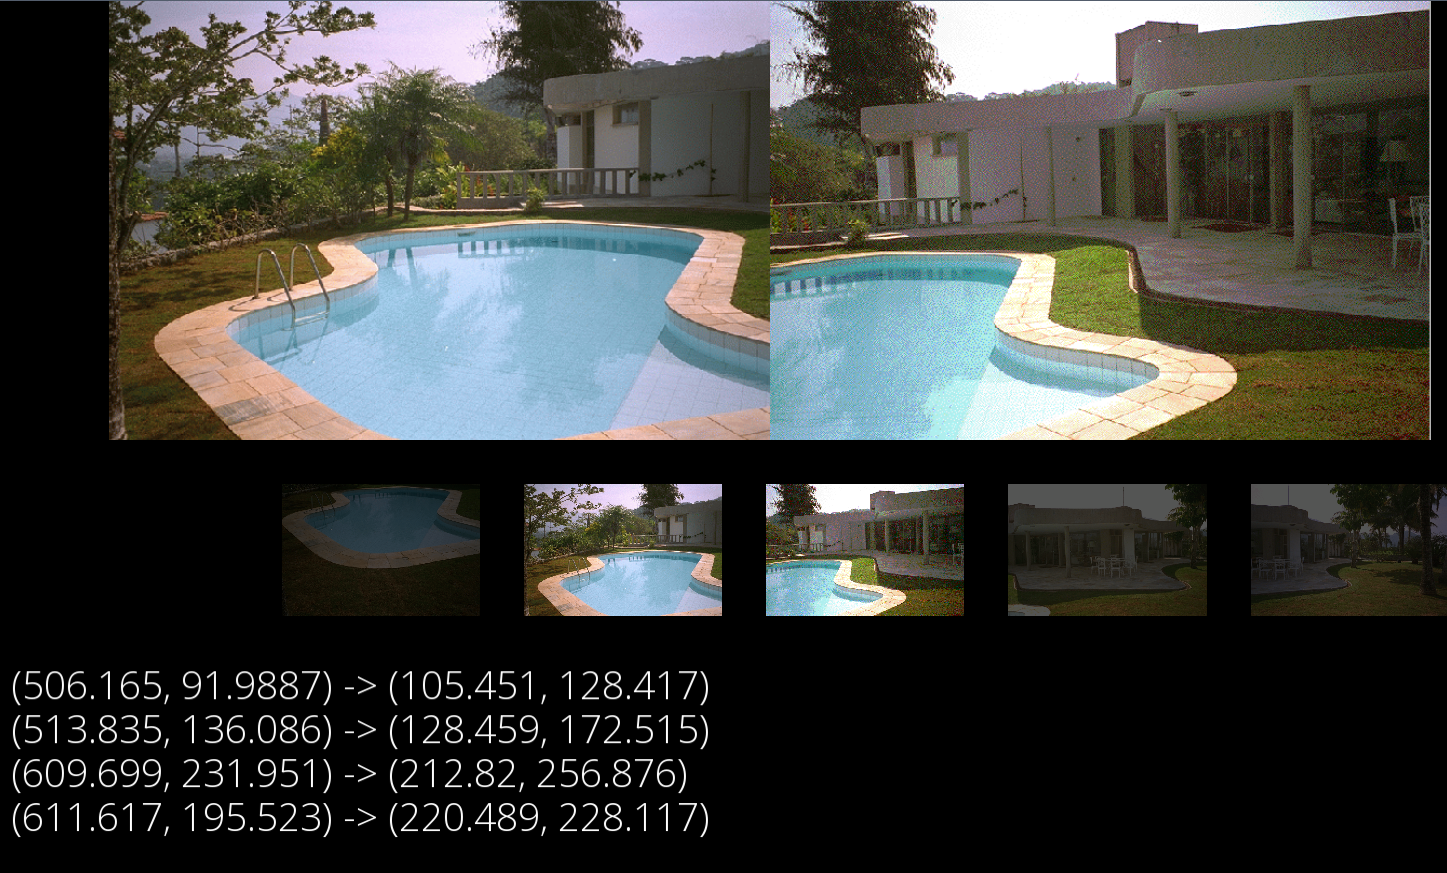 (506.165, 91.9887) -> (105.451, 128.417)
(513.835, 136.086) -> (128.459, 172.515)
(609.699, 231.951) -> (212.82, 256.876)
(611.617, 195.523) -> (220.489, 228.117)